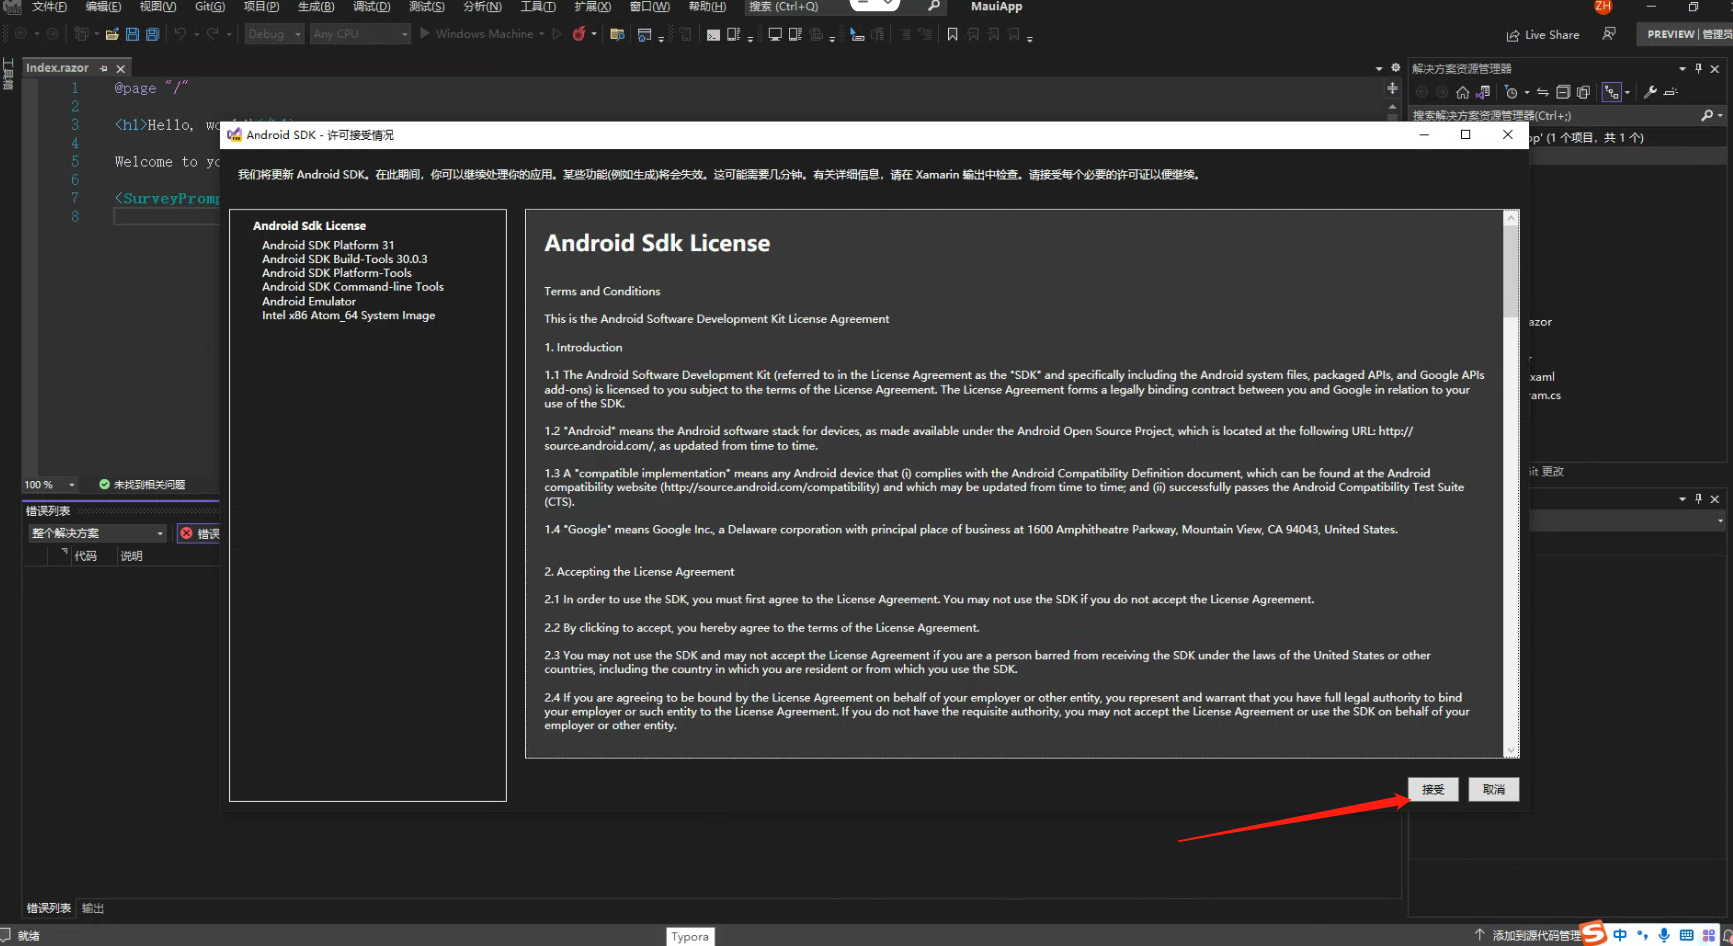 文件(F) 编辑(E) 视图(V) Git(G) 项目(P) 生成(B) 调试(D) 测试(S) 分析(N) 工具(T) 扩展(X) 窗口(W) 帮助(H) 搜索 (Ctrl+Q) MauiApp ZH
Debug Any CPU Windows Machine Live Share PREVIEW 管理员
工具箱
Index.razor
1 @page "/"
2
3 <h1>Hello, wo
4
5 Welcome to yo
6
7 <SurveyPromp
8
解决方案资源管理器
搜索解决方案资源管理器(Ctrl+;)
(1 个项目，共 1 个)
azor
xaml
ram.cs
更改
Android SDK - 许可接受情况
我们将更新 Android SDK。在此期间，你可以继续处理你的应用。某些功能(例如生成)将会失效。这可能需要几分钟。有关详细信息，请在 Xamarin 输出中检查。请接受每个必要的许可证以便继续。
Android Sdk License
Android SDK Platform 31
Android SDK Build-Tools 30.0.3
Android SDK Platform-Tools
Android SDK Command-line Tools
Android Emulator
Intel x86 Atom_64 System Image
Android Sdk License
Terms and Conditions
This is the Android Software Development Kit License Agreement
1. Introduction
1.1 The Android Software Development Kit (referred to in the License Agreement as the "SDK" and specifically including the Android system files, packaged APIs, and Google APIs
add-ons) is licensed to you subject to the terms of the License Agreement. The License Agreement forms a legally binding contract between you and Google in relation to your
use of the SDK.
1.2 "Android" means the Android software stack for devices, as made available under the Android Open Source Project, which is located at the following URL: http://
source.android.com/, as updated from time to time.
1.3 A "compatible implementation" means any Android device that (i) complies with the Android Compatibility Definition document, which can be found at the Android
compatibility website (http://source.android.com/compatibility) and which may be updated from time to time; and (ii) successfully passes the Android Compatibility Test Suite
(CTS).
1.4 "Google" means Google Inc., a Delaware corporation with principal place of business at 1600 Amphitheatre Parkway, Mountain View, CA 94043, United States.
2. Accepting the License Agreement
2.1 In order to use the SDK, you must first agree to the License Agreement. You may not use the SDK if you do not accept the License Agreement.
2.2 By clicking to accept, you hereby agree to the terms of the License Agreement.
2.3 You may not use the SDK and may not accept the License Agreement if you are a person barred from receiving the SDK under the laws of the United States or other
countries, including the country in which you are resident or from which you use the SDK.
2.4 If you are agreeing to be bound by the License Agreement on behalf of your employer or other entity, you represent and warrant that you have full legal authority to bind
your employer or such entity to the License Agreement. If you do not have the requisite authority, you may not accept the License Agreement or use the SDK on behalf of your
employer or other entity.
接受 取消
100 % 未找到相关问题
错误列表
整个解决方案 错误
代码 说明
错误列表 输出
就绪 Typora 添加到源代码管理 中